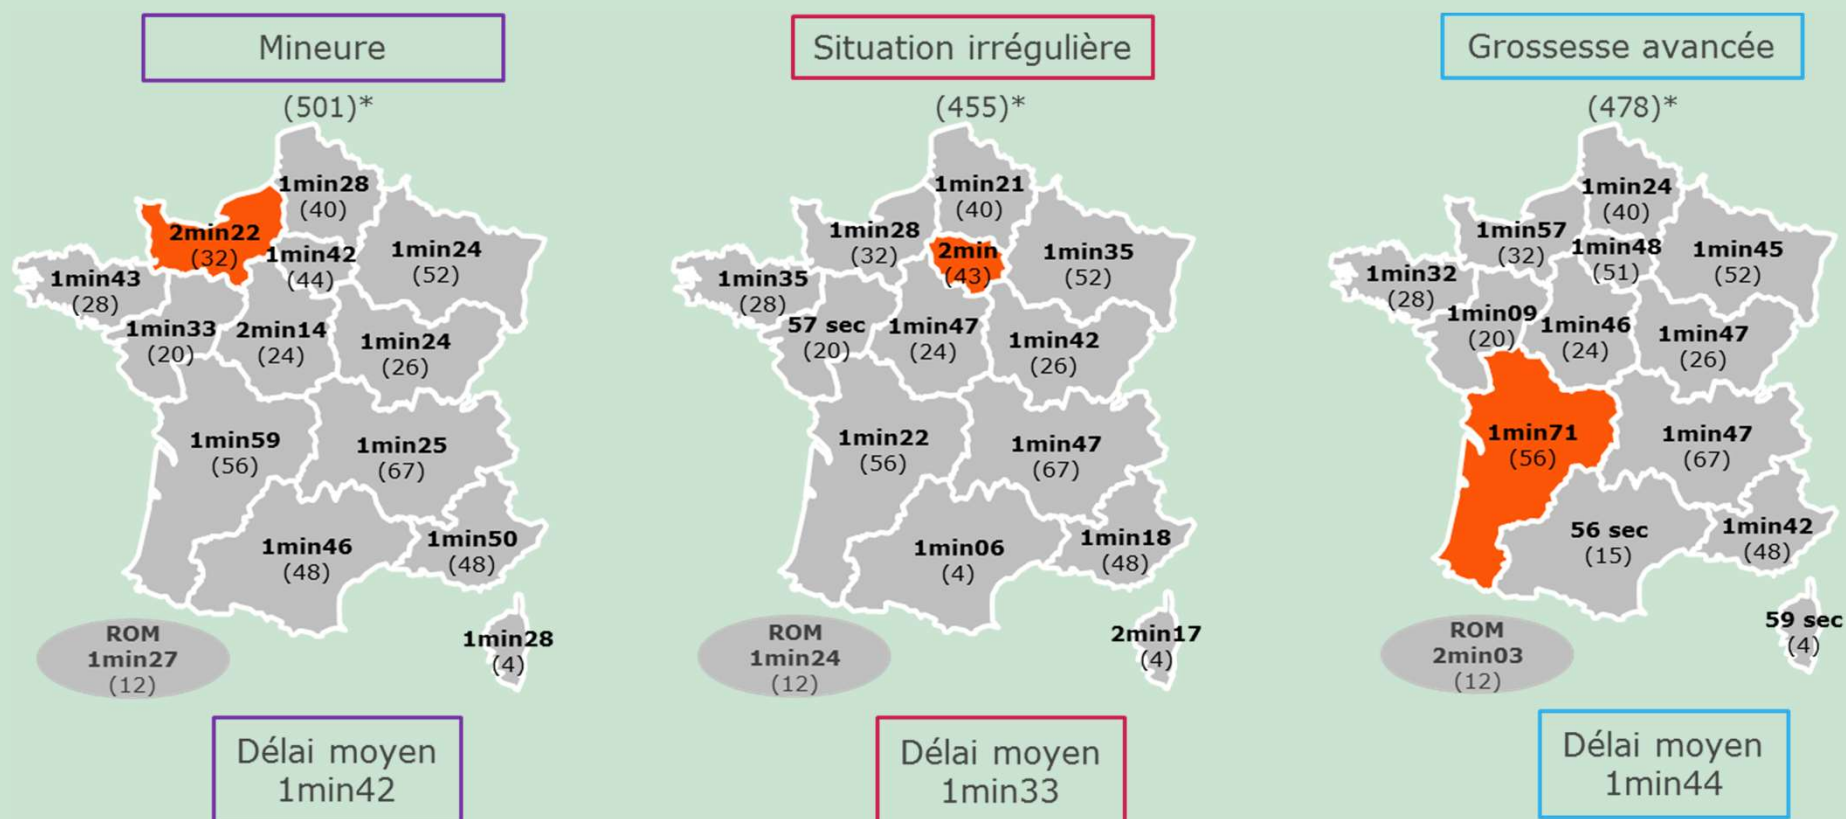 Mineure
(501)*
1min28
(40)
2min22
(32)
1min42
(44)
1min24
(52)
1min43
(28)
1min33
(20)
2min14
(24)
1min24
(26)
1min59
(56)
1min25
(67)
1min46
(48)
1min50
(48)
ROM
1min27
(12)
1min28
(4)
Délai moyen
1min42
Situation irrégulière
(455)*
1min21
(40)
1min28
(32)
2min
(43)
1min35
(52)
1min35
(28)
57 sec
(20)
1min47
(24)
1min42
(26)
1min22
(56)
1min47
(67)
1min06
(4)
1min18
(48)
ROM
1min24
(12)
2min17
(4)
Délai moyen
1min33
Grossesse avancée
(478)*
1min24
(40)
1min57
(32)
1min48
(51)
1min45
(52)
1min32
(28)
1min09
(20)
1min46
(24)
1min47
(26)
1min71
(56)
1min47
(67)
56 sec
(15)
1min42
(48)
ROM
2min03
(12)
59 sec
(4)
Délai moyen
1min44